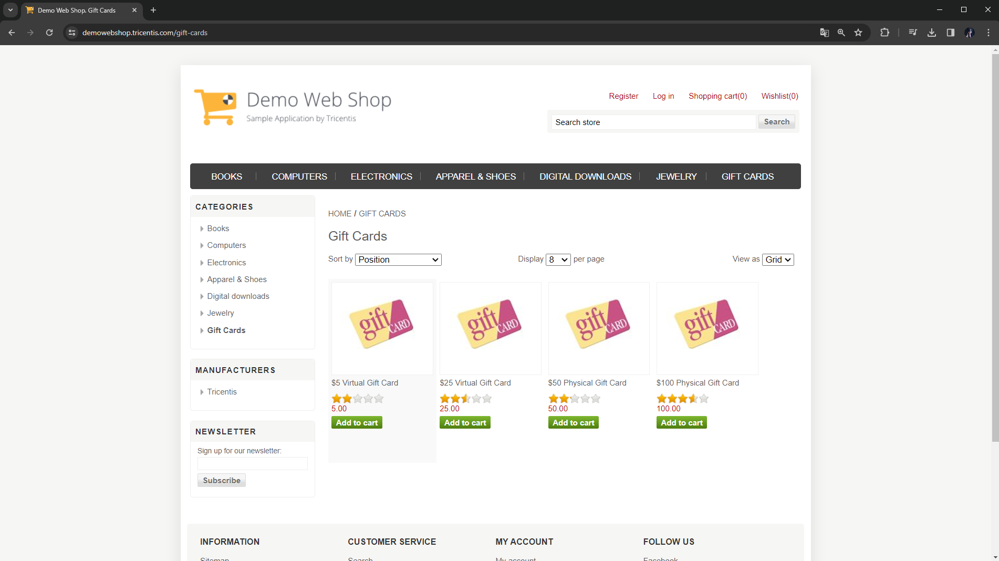 Demo Web Shop. Gift Cards
demowebshop.tricentis.com/gift-cards
Demo Web Shop
Sample Application by Tricentis
Register Log in Shopping cart(0) Wishlist(0)
Search store Search
BOOKS COMPUTERS ELECTRONICS APPAREL & SHOES DIGITAL DOWNLOADS JEWELRY GIFT CARDS
CATEGORIES
Books
Computers
Electronics
Apparel & Shoes
Digital downloads
Jewelry
Gift Cards
MANUFACTURERS
Tricentis
NEWSLETTER
Sign up for our newsletter:
Subscribe
HOME / GIFT CARDS
Gift Cards
Sort by Position Display 8 per page View as Grid
gift CARD gift CARD gift CARD gift CARD
$5 Virtual Gift Card $25 Virtual Gift Card $50 Physical Gift Card $100 Physical Gift Card
5.00 25.00 50.00 100.00
Add to cart Add to cart Add to cart Add to cart
INFORMATION CUSTOMER SERVICE MY ACCOUNT FOLLOW US
Sitemap Search My account Facebook